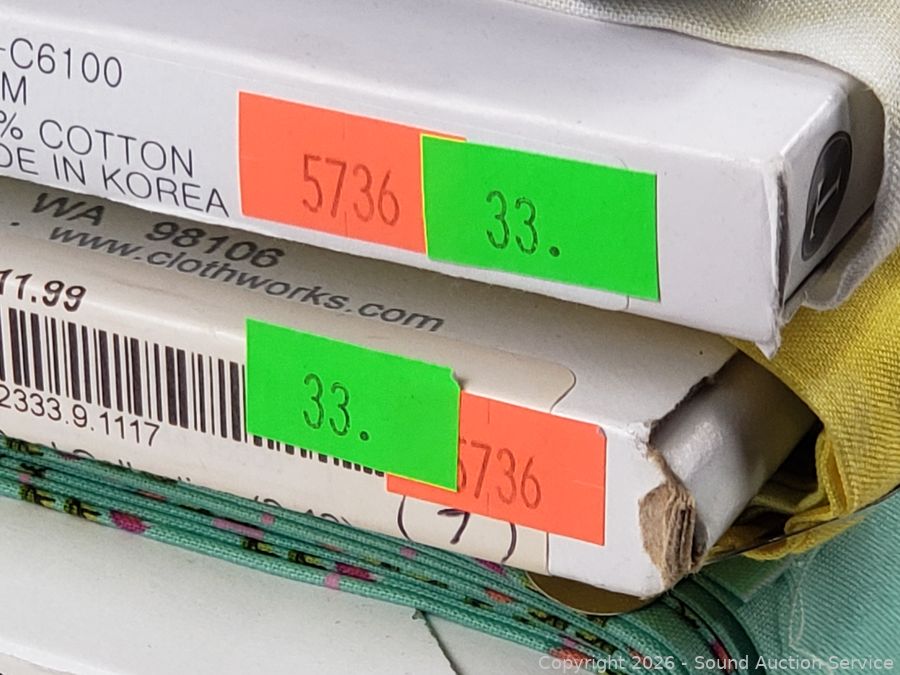 -C6100
M
% COTTON
DE IN KOREA
5736
33.
WA 98106
www.clothworks.com
11.99
2333.9.1117
33.
5736
(7)
Copyright 2026 - Sound Auction Service